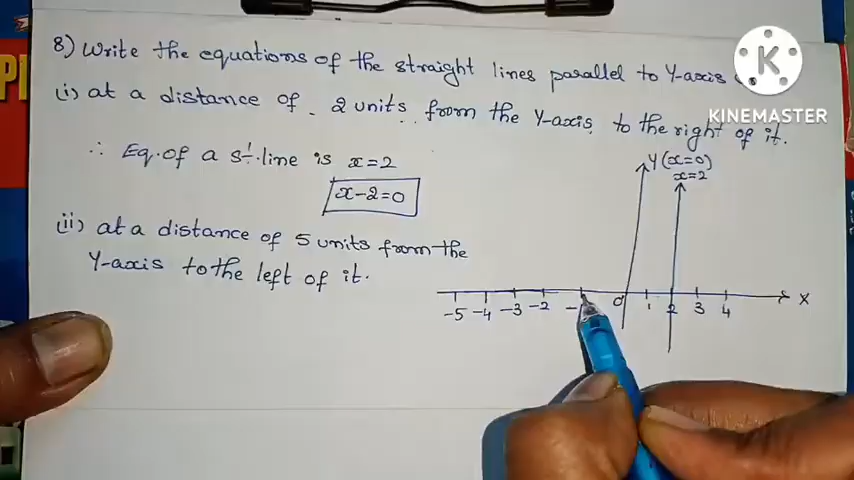 8) Write the equations of the straight lines parallel to Y-axis
(i) at a distance of 2 units from the Y-axis, to the right of it.
∴ Eq. of a st. line is x=2
x-2=0
(ii) at a distance of 5 units from the
Y-axis to the left of it.
Y (x=0)
x=2
-5 -4 -3 -2 0 1 2 3 4 X
K
KINEMASTER